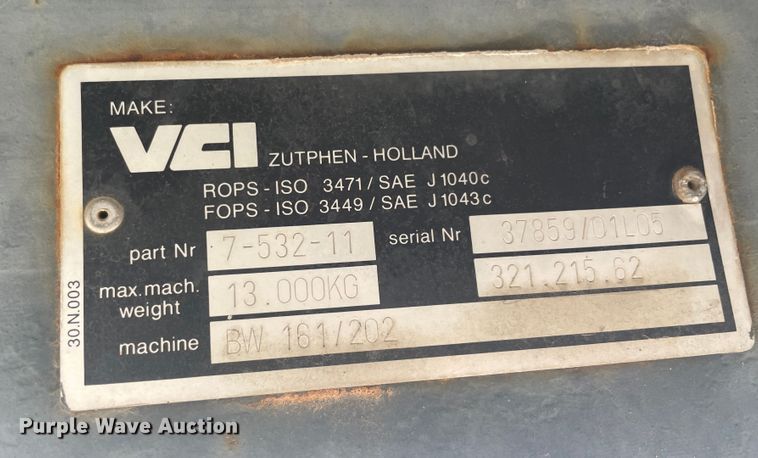 MAKE:
VCI ZUTPHEN - HOLLAND
ROPS - ISO 3471 / SAE J1040c
FOPS - ISO 3449 / SAE J1043c
part Nr 7-532-11 serial Nr 37859/01L05
max. mach. weight 13.000KG 321.215.62
machine BW 161/202
30.N.003
Purple Wave Auction